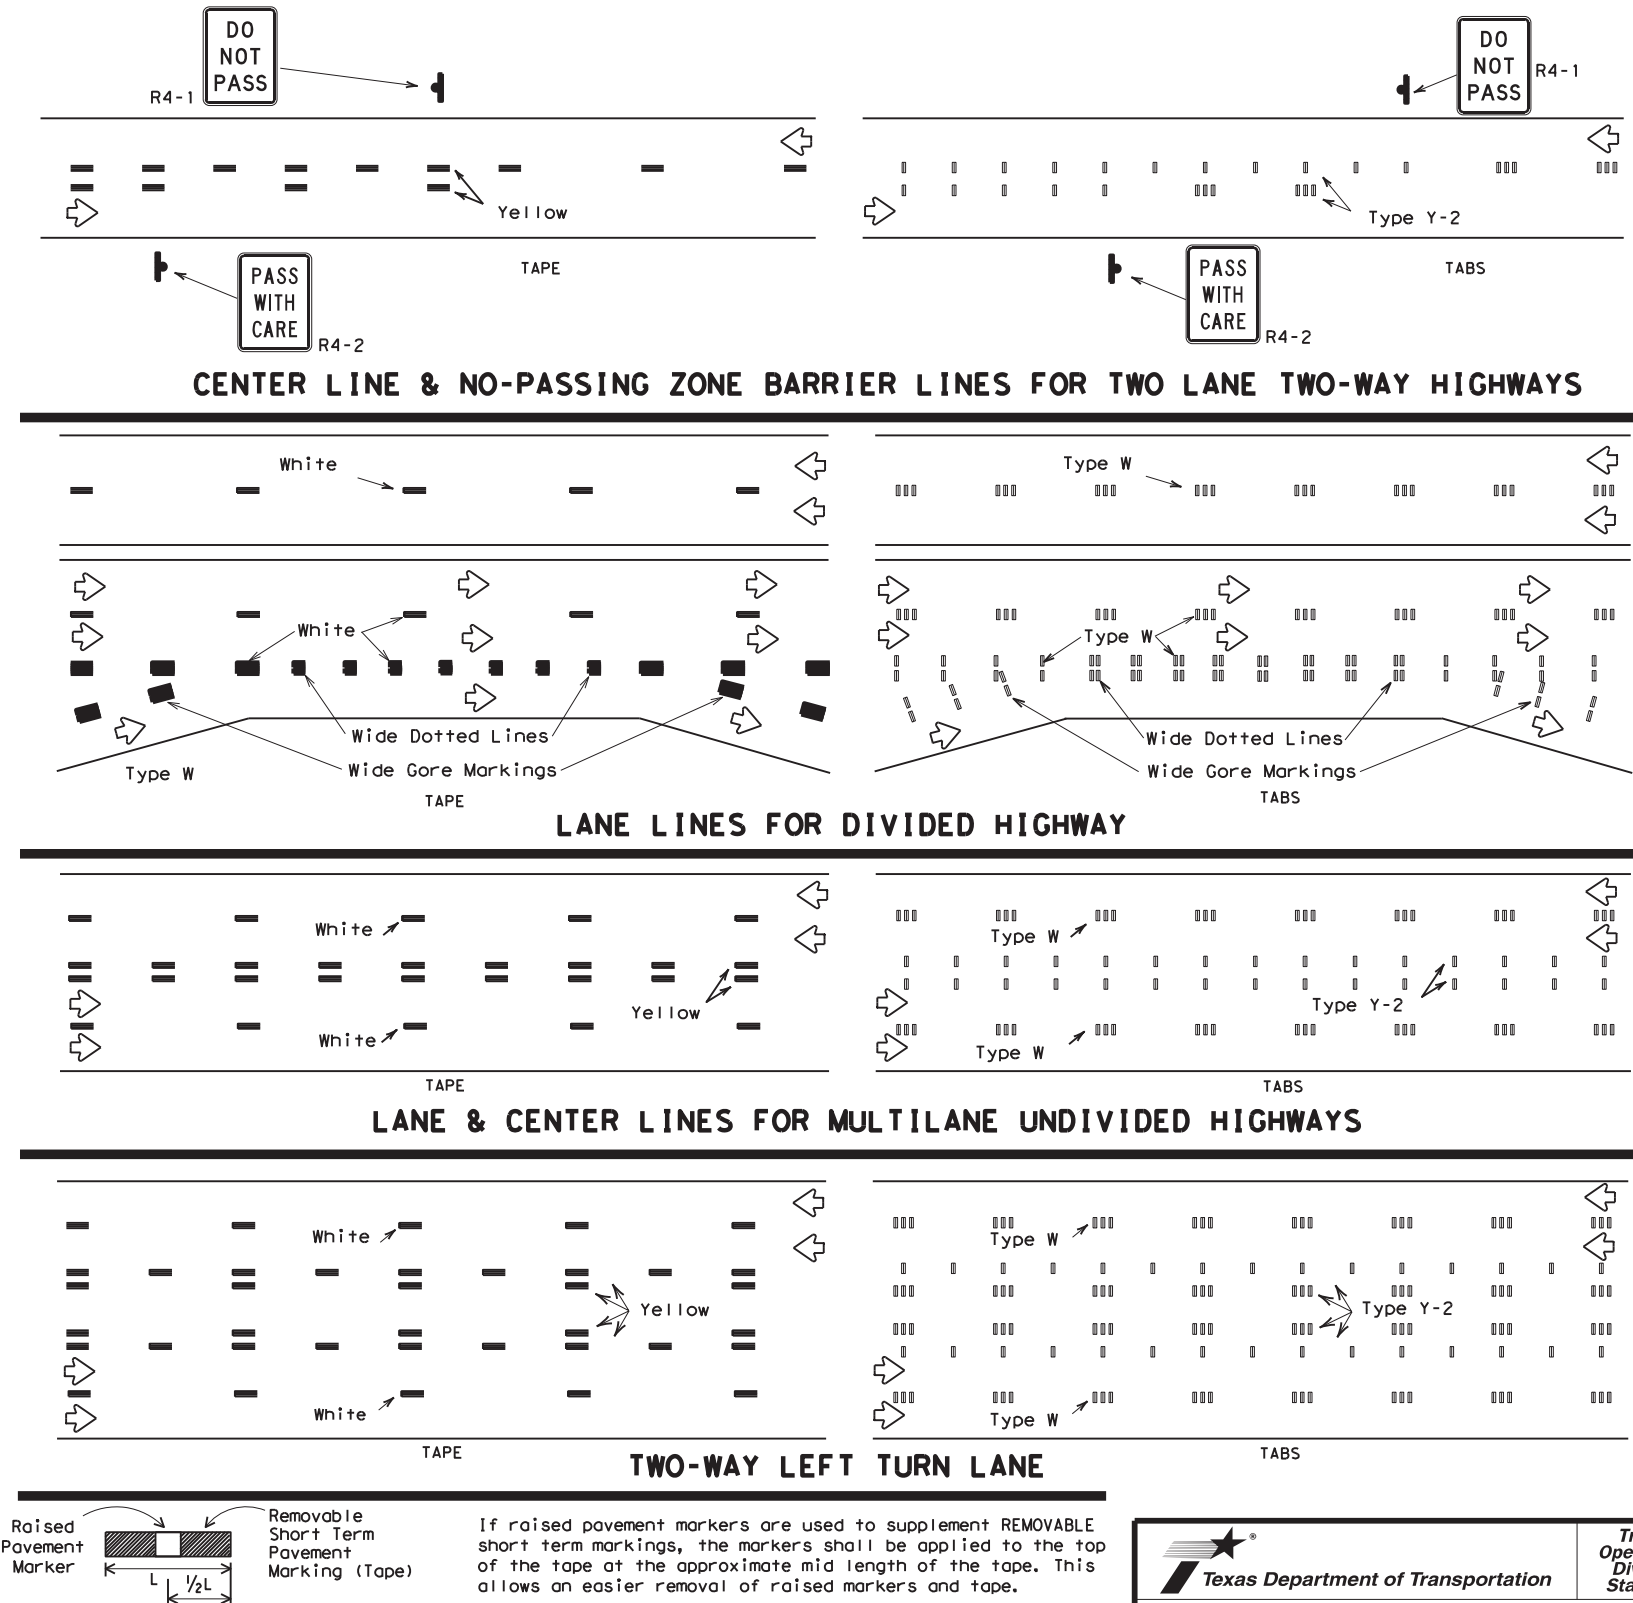 DO
NOT
PASS
R4-1
DO
NOT
PASS
R4-1
Yellow
Type Y-2
TAPE
TABS
PASS
WITH
CARE
R4-2
PASS
WITH
CARE
R4-2
CENTER LINE & NO-PASSING ZONE BARRIER LINES FOR TWO LANE TWO-WAY HIGHWAYS
White
Type W
White
Type W
Wide Dotted Lines
Wide Dotted Lines
Type W
Wide Gore Markings
Wide Gore Markings
TAPE
TABS
LANE LINES FOR DIVIDED HIGHWAY
White
Type W
Yellow
Type Y-2
White
Type W
TAPE
TABS
LANE & CENTER LINES FOR MULTILANE UNDIVIDED HIGHWAYS
White
Type W
Yellow
Type Y-2
White
Type W
TAPE
TABS
TWO-WAY LEFT TURN LANE
Raised
Pavement
Marker
Removable
Short Term
Pavement
Marking (Tape)
L
½L
If raised pavement markers are used to supplement REMOVABLE
short term markings, the markers shall be applied to the top
of the tape at the approximate mid length of the tape. This
allows an easier removal of raised markers and tape.
®
Texas Department of Transportation